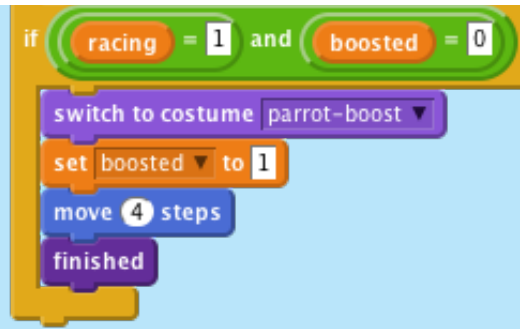 if racing = 1 and boosted = 0
switch to costume parrot-boost
set boosted to 1
move 4 steps
finished